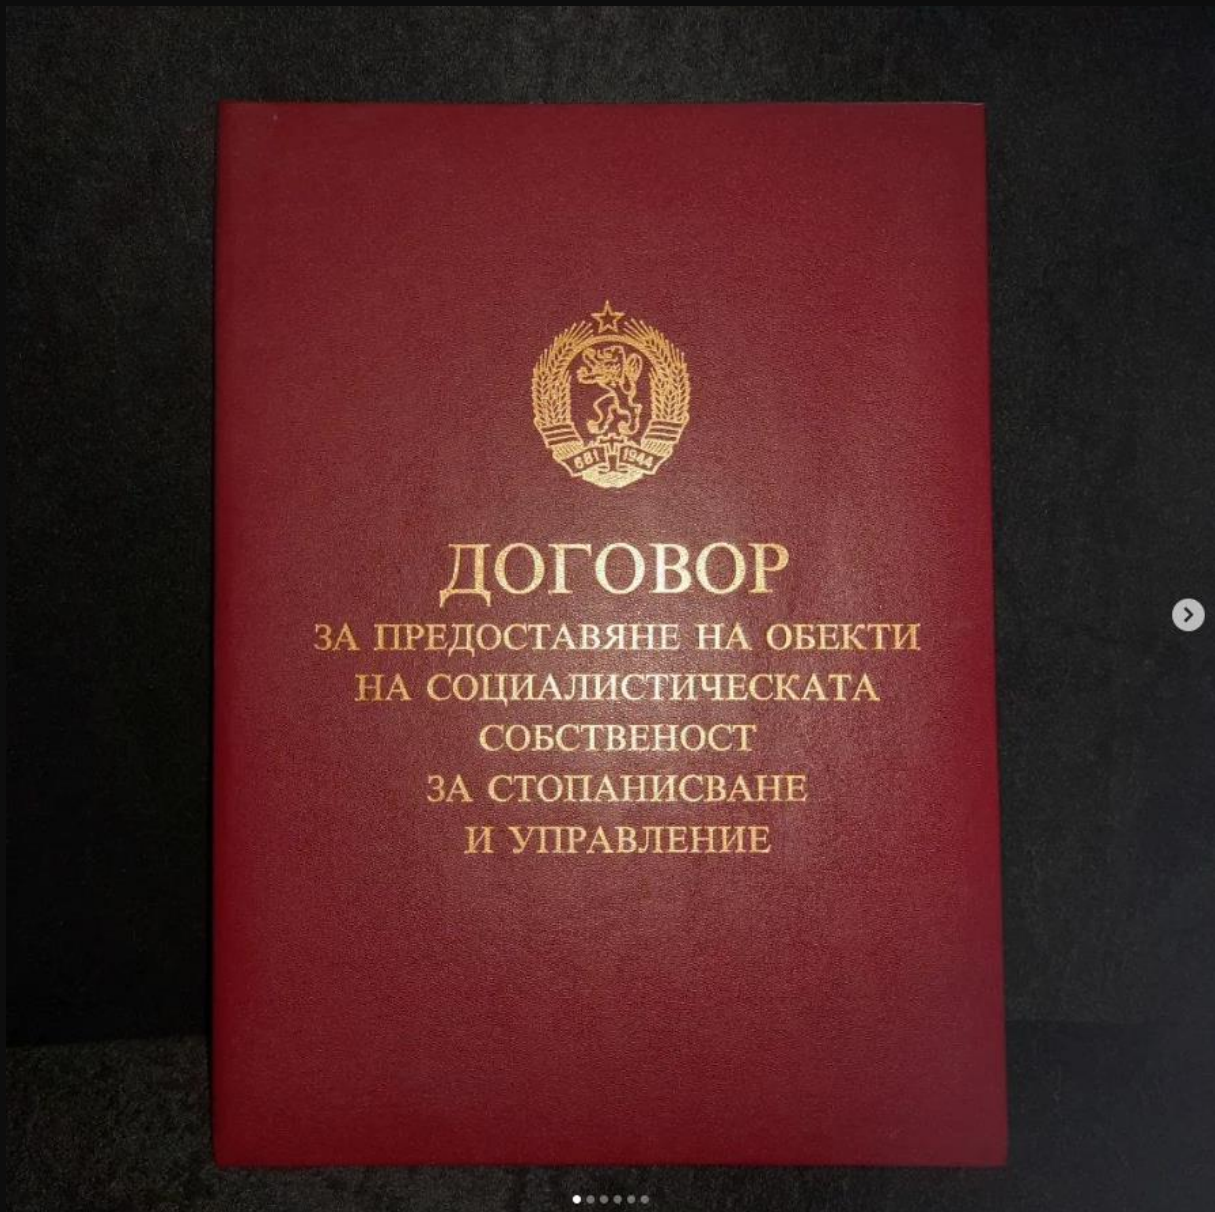 681 1944
ДОГОВОР
ЗА ПРЕДОСТАВЯНЕ НА ОБЕКТИ
НА СОЦИАЛИСТИЧЕСКАТА
СОБСТВЕНОСТ
ЗА СТОПАНИСВАНЕ
И УПРАВЛЕНИЕ